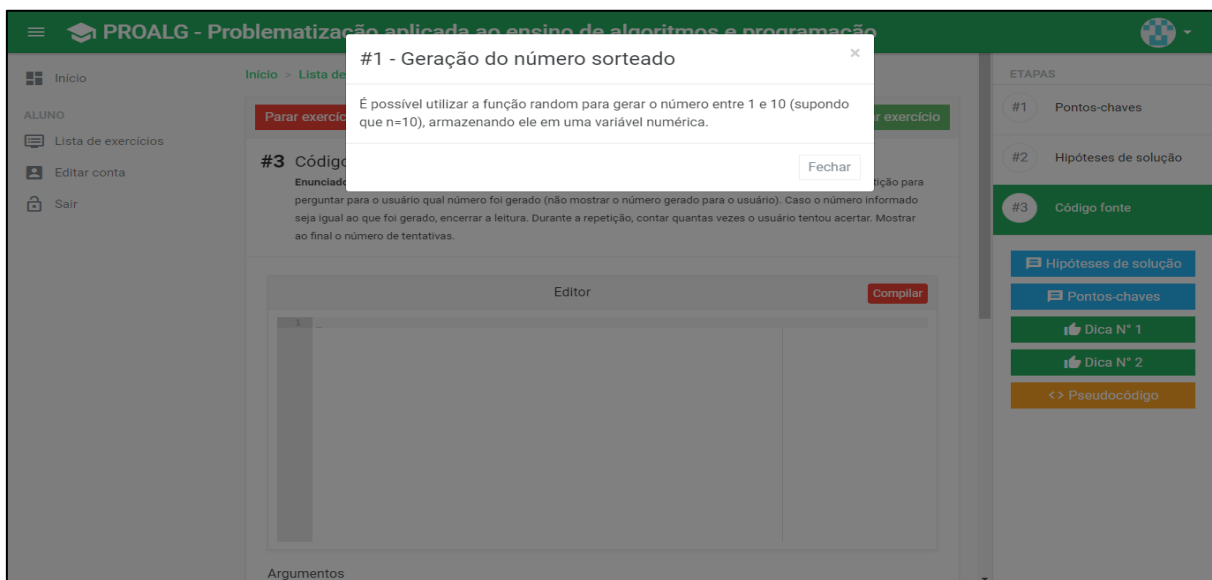 PROALG - Problematização aplicada ao ensino de algoritmos e programação
Início
ALUNO
Lista de exercícios
Editar conta
Sair
Início > Lista de
Parar exercíc
r exercício
#1 - Geração do número sorteado
×
É possível utilizar a função random para gerar o número entre 1 e 10 (supondo
que n=10), armazenando ele em uma variável numérica.
Fechar
#3 Códig
Enunciad
tição para
perguntar para o usuário qual número foi gerado (não mostrar o número gerado para o usuário). Caso o número informado
seja igual ao que foi gerado, encerrar a leitura. Durante a repetição, contar quantas vezes o usuário tentou acertar. Mostrar
ao final o número de tentativas.
Editor
Compilar
1
Argumentos
ETAPAS
#1 Pontos-chaves
#2 Hipóteses de solução
#3 Código fonte
Hipóteses de solução
Pontos-chaves
Dica N° 1
Dica N° 2
<> Pseudocódigo